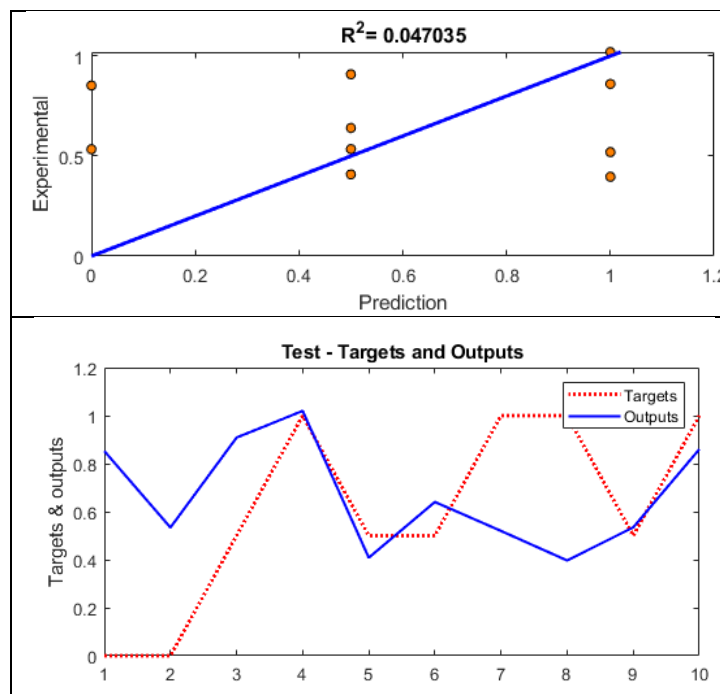 R2= 0.047035
1
0.5
0
Experimental
0 0.2 0.4 0.6 0.8 1 1.2
Prediction
Test - Targets and Outputs
1.2
1
0.8
0.6
0.4
0.2
0
Targets & outputs
Targets
Outputs
1 2 3 4 5 6 7 8 9 10